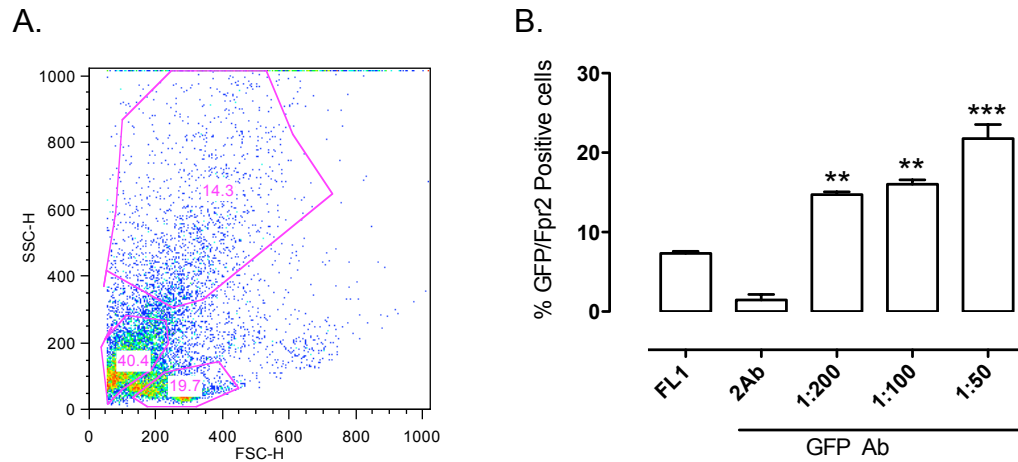 A.
1000
800
600
400
200
0
SSC-H
14.3
40.4
19.7
0 200 400 600 800 1000
FSC-H
B.
% GFP/Fpr2 Positive cells
30
20
10
0
** ** ***
FL1 2Ab 1:200 1:100 1:50
GFP Ab